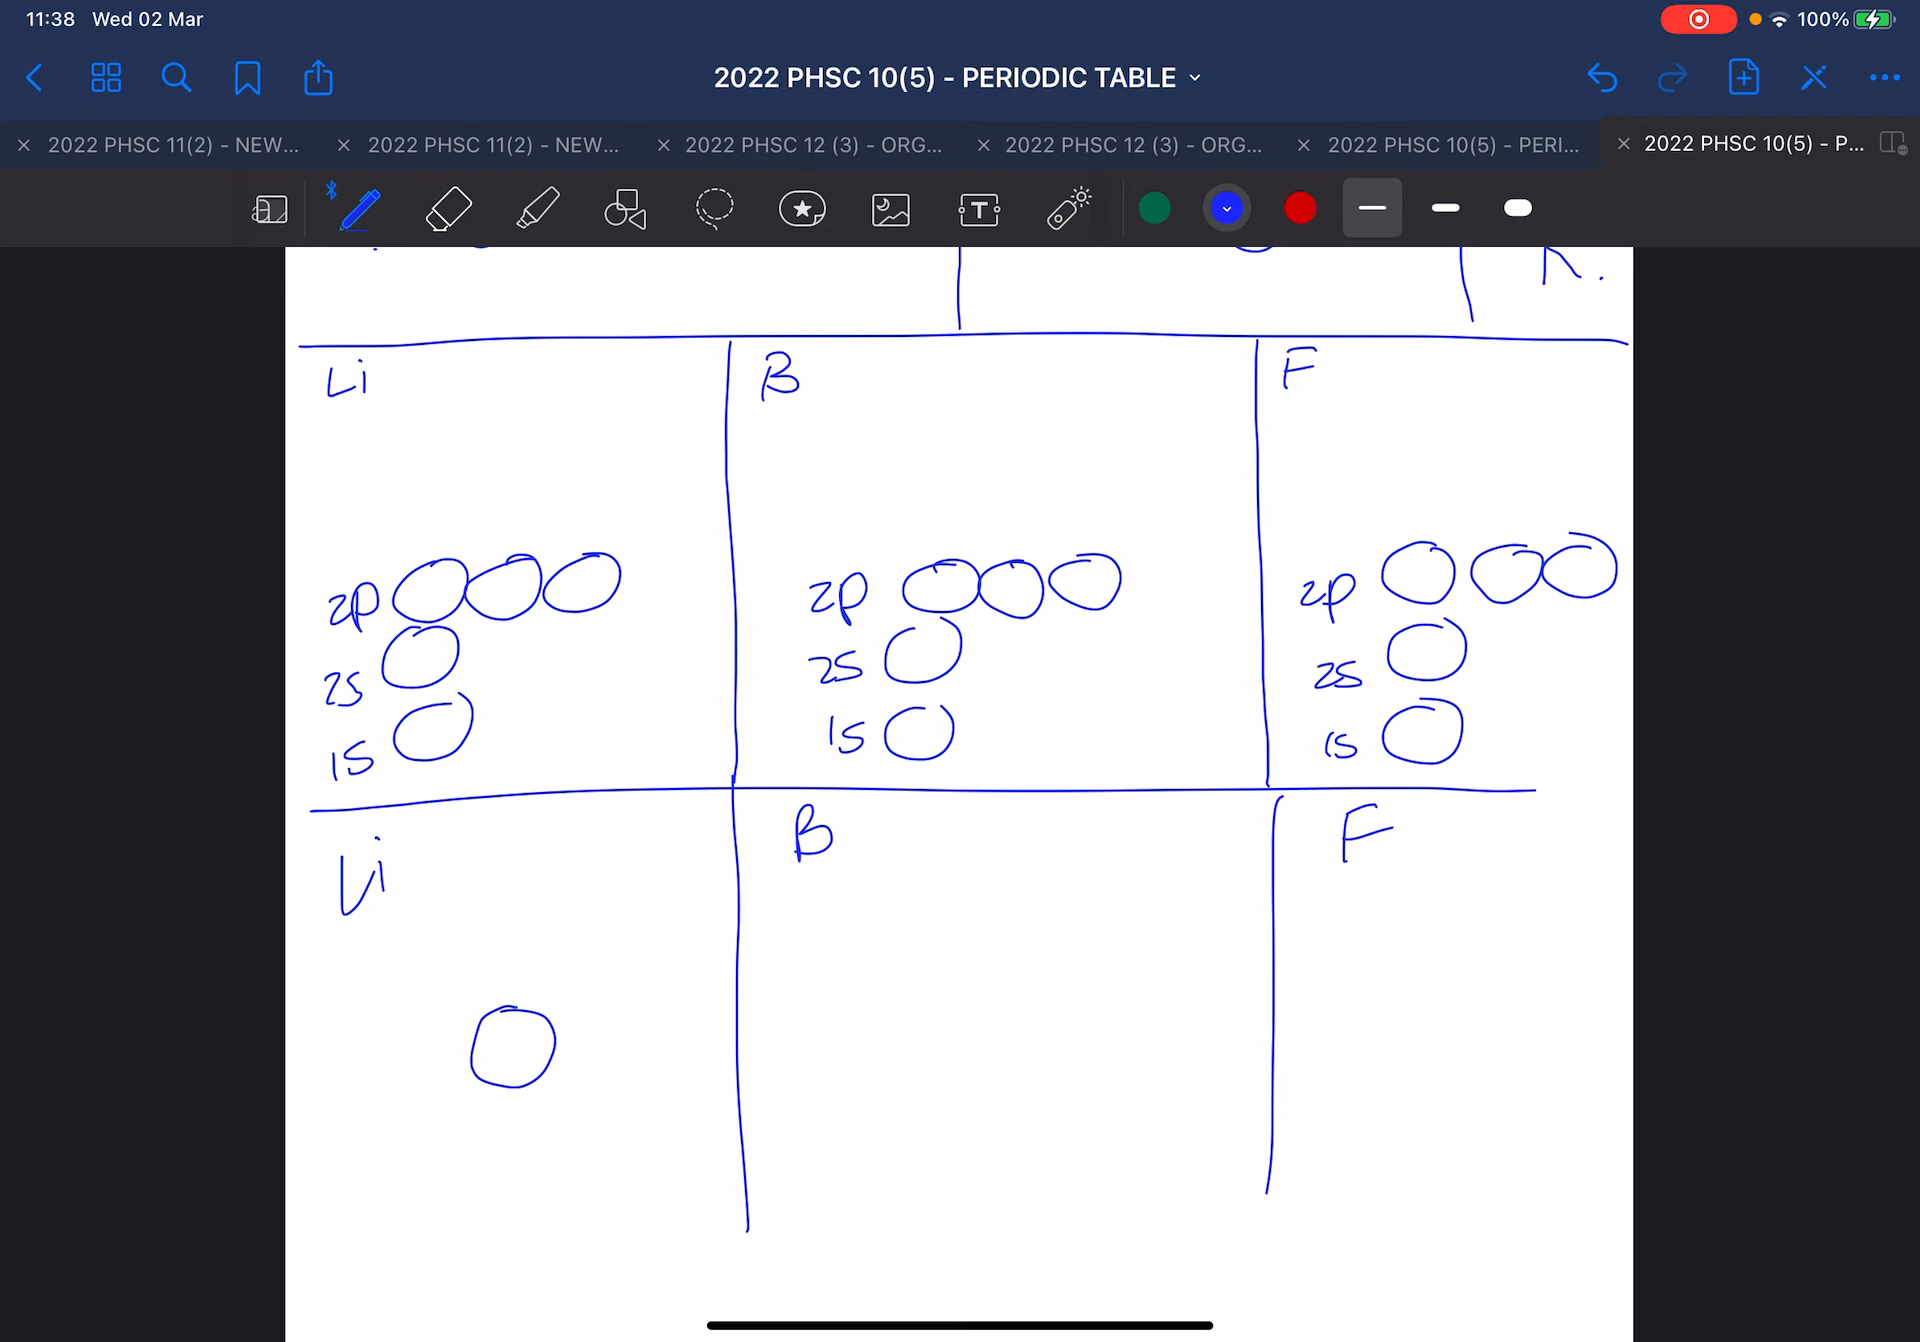 11:38 Wed 02 Mar 100%
2022 PHSC 10(5) - PERIODIC TABLE
2022 PHSC 11(2) - NEW... 2022 PHSC 11(2) - NEW... 2022 PHSC 12 (3) - ORG... 2022 PHSC 12 (3) - ORG... 2022 PHSC 10(5) - PERI... 2022 PHSC 10(5) - P...
T
Li B F
2p 2p 2p
2s 2s 2s
1s 1s 1s
Li B F